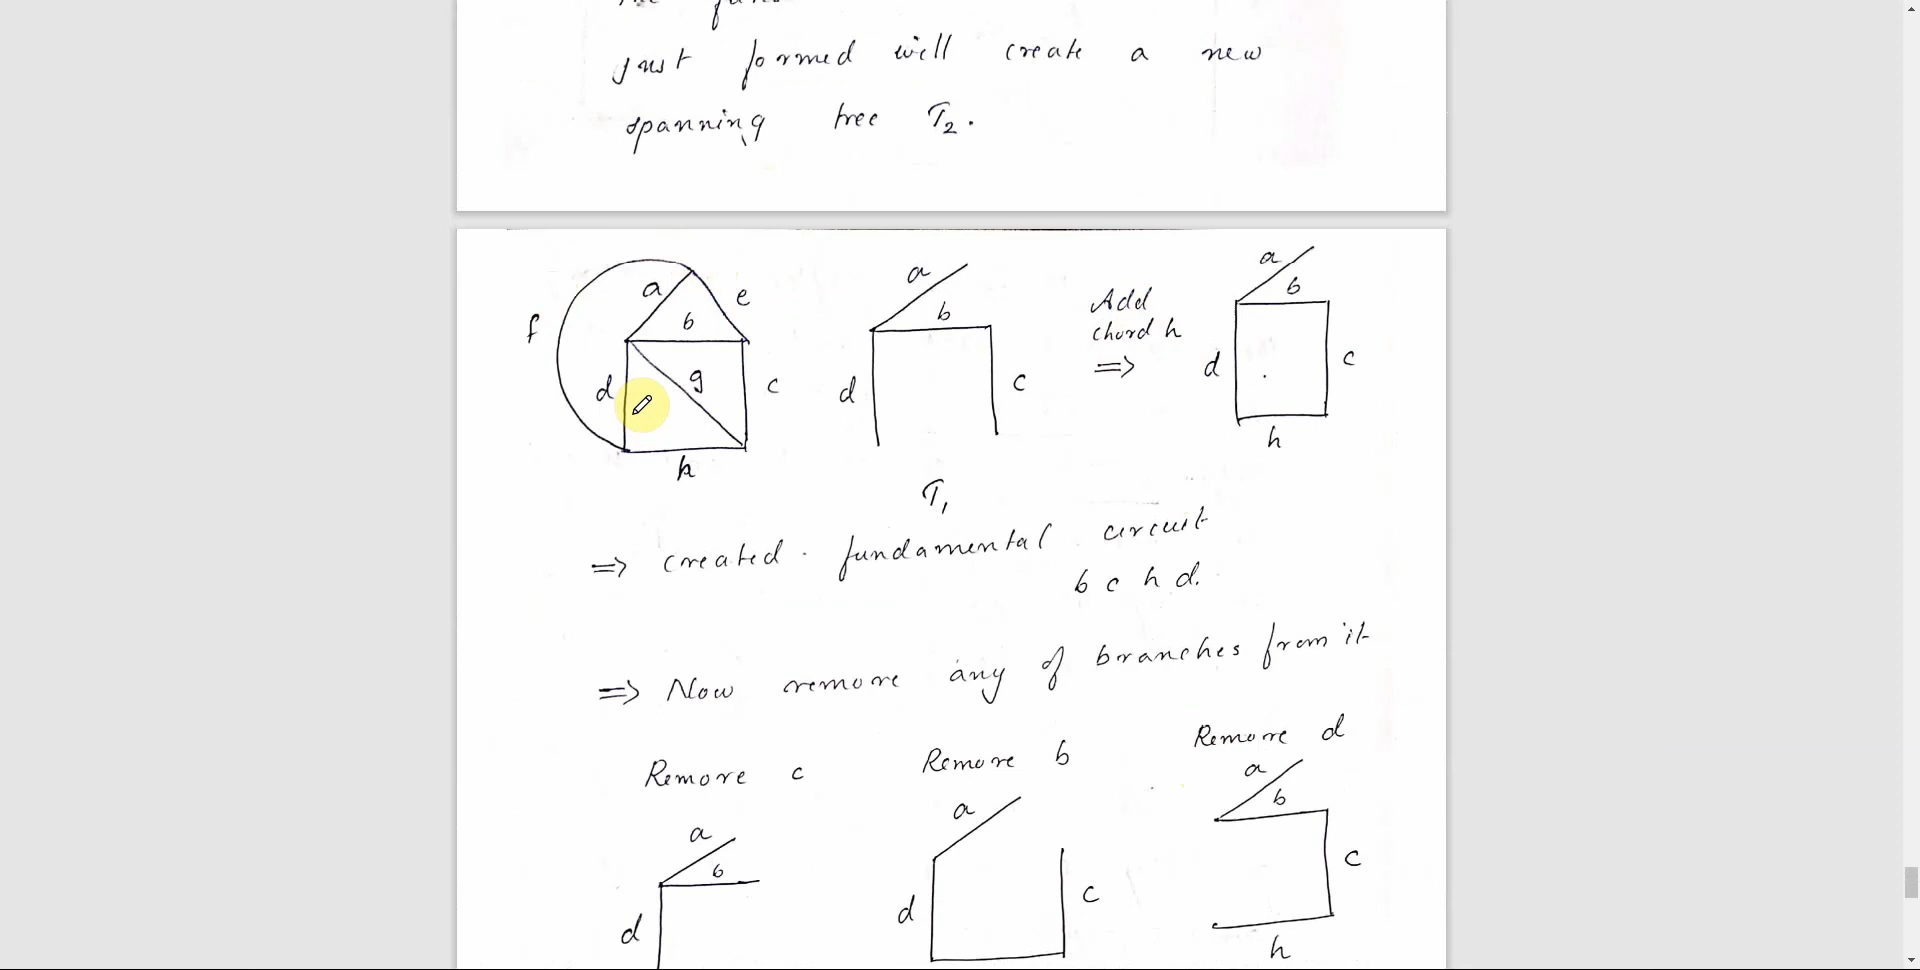 just formed will create a new
spanning tree T2.
f a e b d g c h
a b d c
T1
Add
chord h
=>
a b d c h
=> created fundamental circuit
b c h d.
=> Now remove any of branches from it
Remove c
Remove b
Remove d
a b d
a d c
a b c h